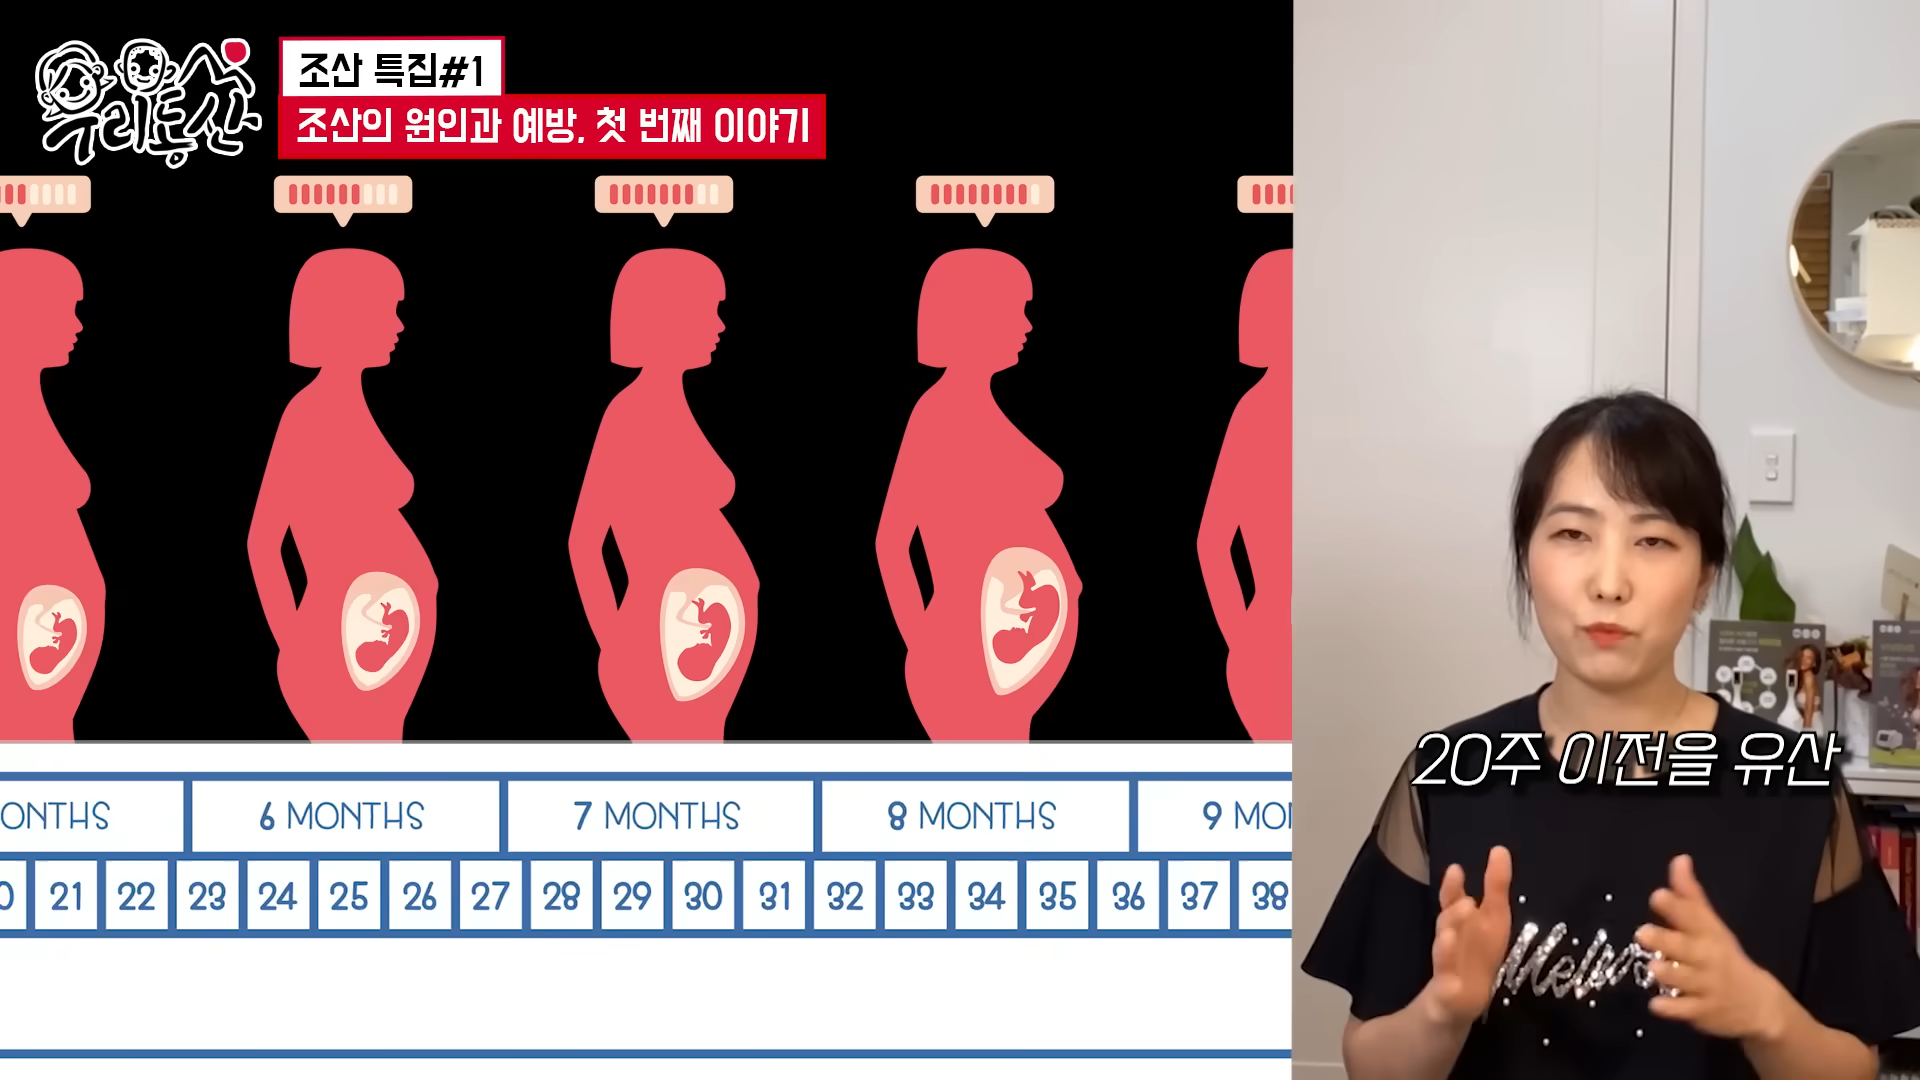 우리동산
조산 특집#1
조산의 원인과 예방, 첫 번째 이야기
ONTHS
6 MONTHS
7 MONTHS
8 MONTHS
9 MO
0 21 22 23 24 25 26 27 28 29 30 31 32 33 34 35 36 37 38
20주 이전을 유산